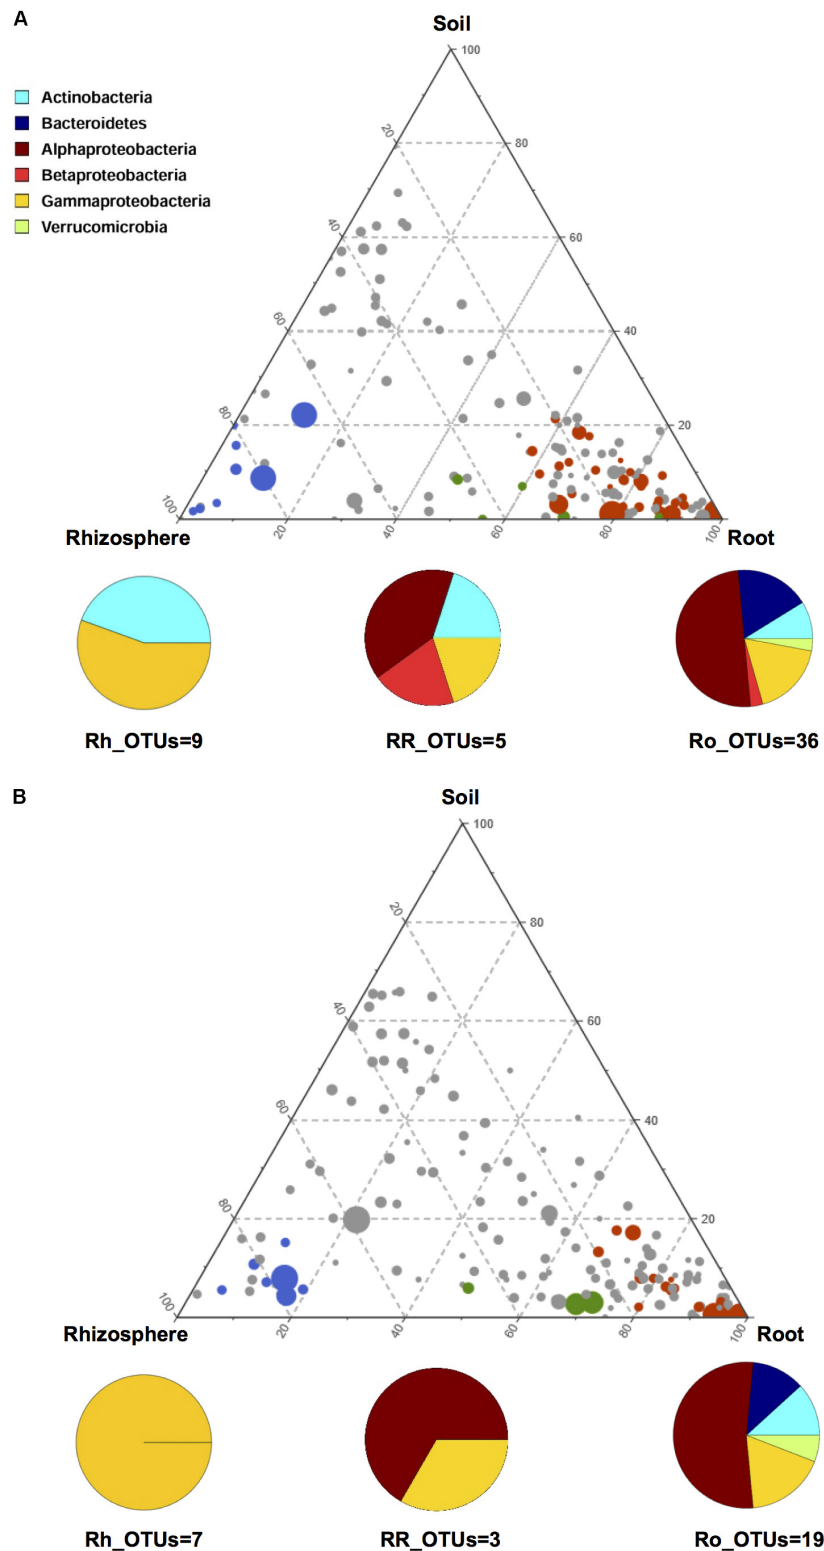 A
Soil
100
Actinobacteria
Bacteroidetes
Alphaproteobacteria
Betaproteobacteria
Gammaproteobacteria
Verrucomicrobia
20
80
40
60
60
40
80
20
100
20
40
60
80
100
Rhizosphere
Root
Rh_OTUs=9
RR_OTUs=5
Ro_OTUs=36
B
Soil
100
20
80
40
60
60
40
80
20
100
20
40
60
80
100
Rhizosphere
Root
Rh_OTUs=7
RR_OTUs=3
Ro_OTUs=19